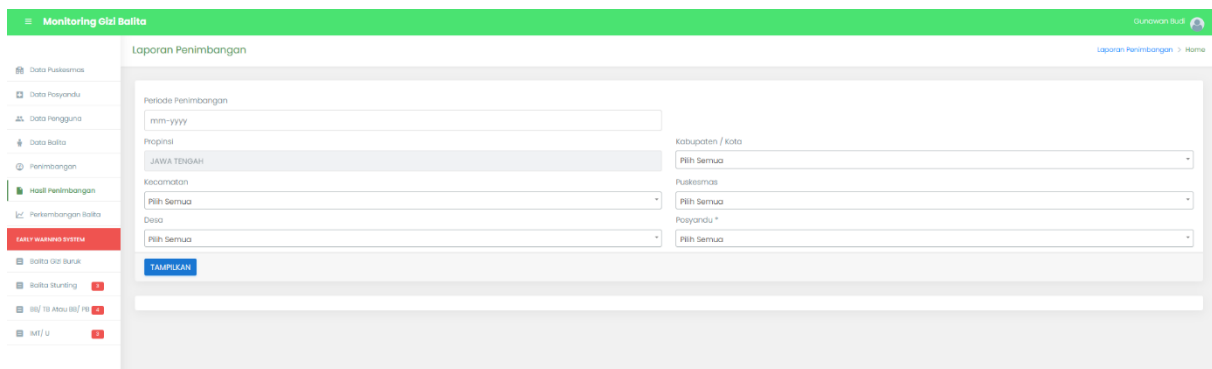 Monitoring Gizi Balita
Gunawan Budi
Laporan Penimbangan
Laporan Penimbangan > Home
Data Puskesmas
Data Posyandu
Data Pengguna
Data Balita
Penimbangan
Hasil Penimbangan
Perkembangan Balita
EARLY WARNING SYSTEM
Balita Gizi Buruk
Balita Stunting
BB/ TB Atau BB/ PB 4
IMT/ U
Periode Penimbangan
mm-yyyy
Propinsi
JAWA TENGAH
Kabupaten / Kota
Pilih Semua
Kecamatan
Pilih Semua
Puskesmas
Pilih Semua
Desa
Pilih Semua
Posyandu *
Pilih Semua
TAMPILKAN